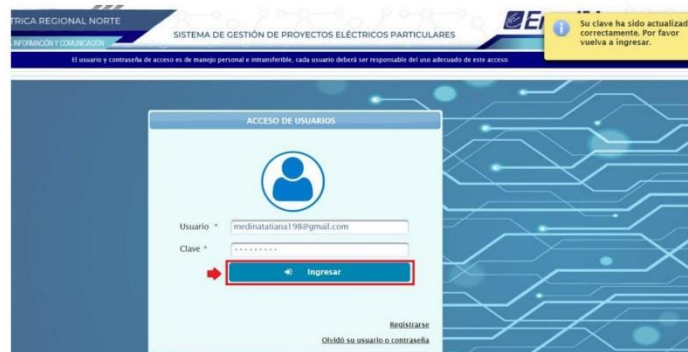 TRICA REGIONAL NORTE
INFORMACIÓN Y COMUNICACIÓN
SISTEMA DE GESTIÓN DE PROYECTOS ELÉCTRICOS PARTICULARES
Su clave ha sido actualizad
correctamente. Por favor
vuelva a ingresar.
El usuario y contraseña de acceso es de manejo personal e intransferible, cada usuario deberá ser responsable del uso adecuado de este acceso.
ACCESO DE USUARIOS
Usuario * medinatatiana198@gmail.com
Clave * ·········
Ingresar
Registrarse
Olvidó su usuario o contraseña